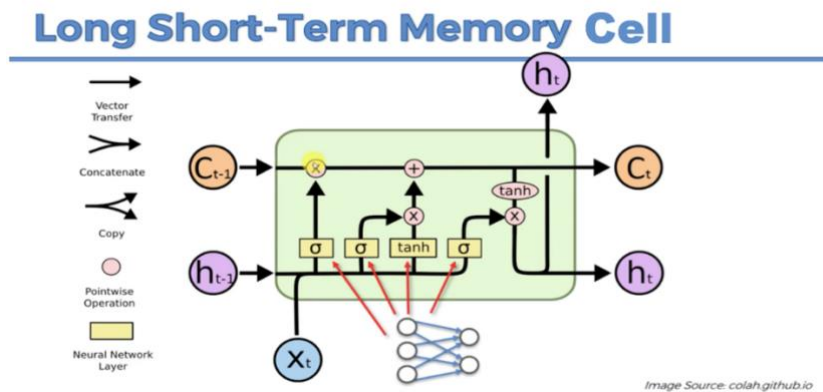 Long Short-Term Memory Cell
Vector
Transfer
Concatenate
Copy
Pointwise
Operation
Neural Network
Layer
hₜ
Cₜ₋₁
x
+
Cₜ
tanh
x
x
σ
σ
tanh
σ
hₜ₋₁
hₜ
xₜ
Image Source: colah.github.io